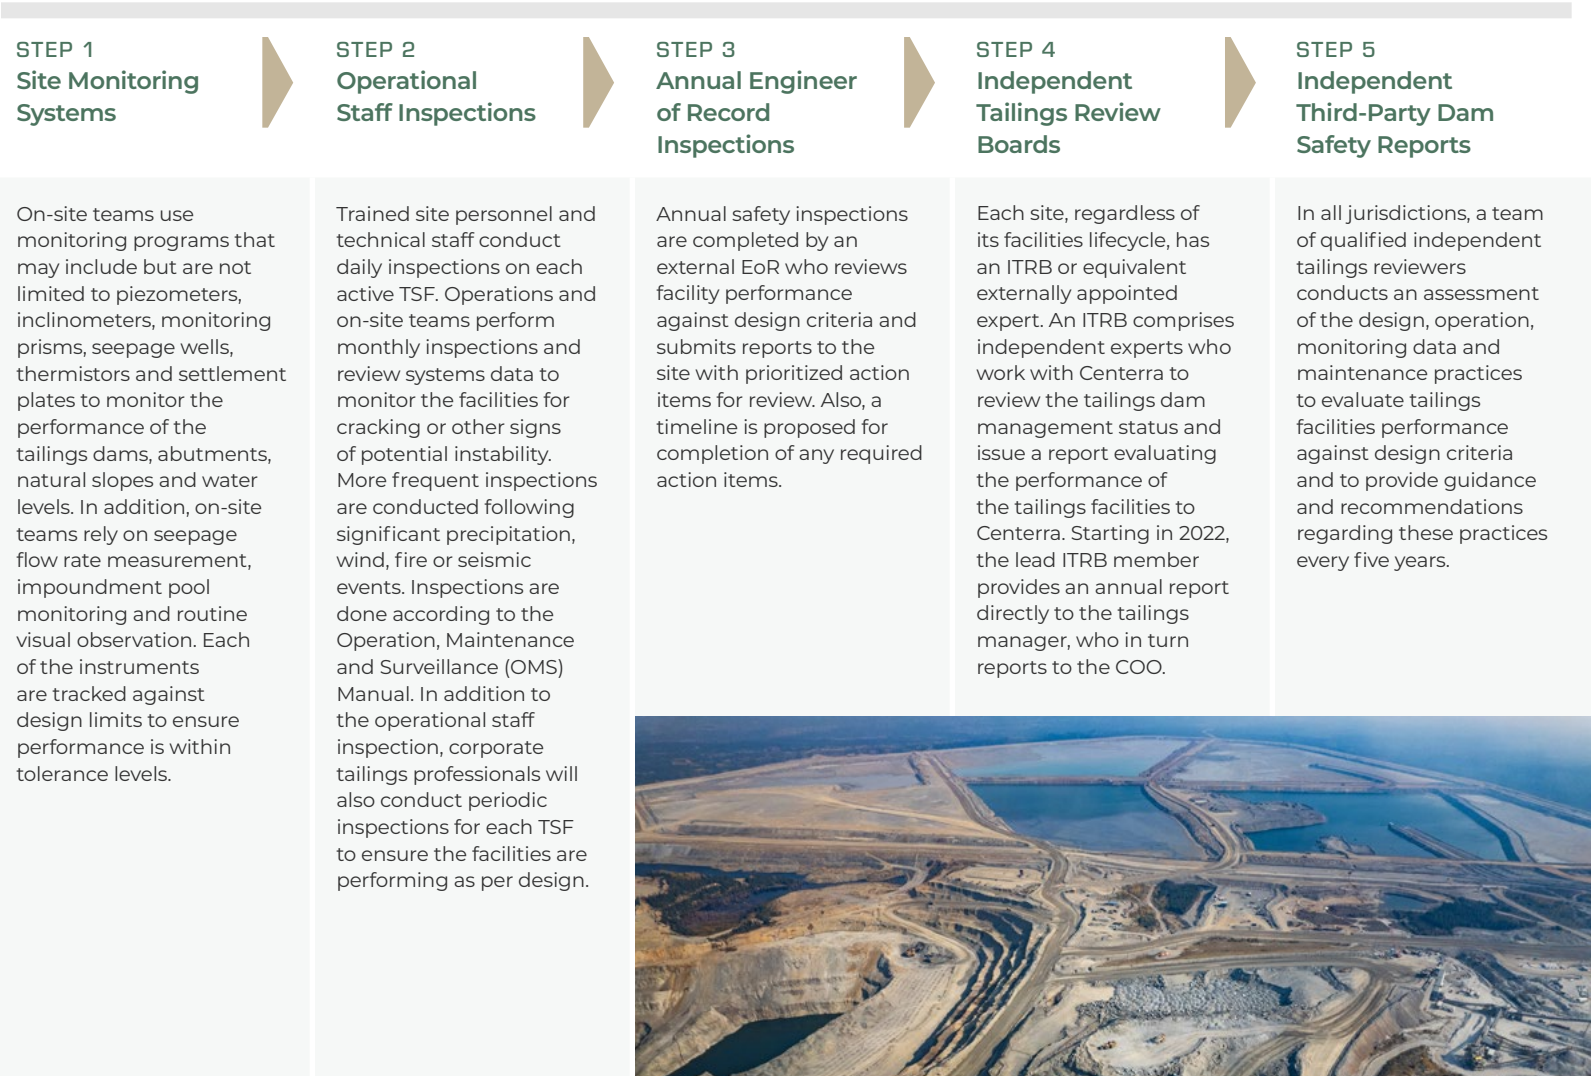 STEP 1
Site Monitoring
Systems
On-site teams use
monitoring programs that
may include but are not
limited to piezometers,
inclinometers, monitoring
prisms, seepage wells,
thermistors and settlement
plates to monitor the
performance of the
tailings dams, abutments,
natural slopes and water
levels. In addition, on-site
teams rely on seepage
flow rate measurement,
impoundment pool
monitoring and routine
visual observation. Each
of the instruments
are tracked against
design limits to ensure
performance is within
tolerance levels.
STEP 2
Operational
Staff Inspections
Trained site personnel and
technical staff conduct
daily inspections on each
active TSF. Operations and
on-site teams perform
monthly inspections and
review systems data to
monitor the facilities for
cracking or other signs
of potential instability.
More frequent inspections
are conducted following
significant precipitation,
wind, fire or seismic
events. Inspections are
done according to the
Operation, Maintenance
and Surveillance (OMS)
Manual. In addition to
the operational staff
inspection, corporate
tailings professionals will
also conduct periodic
inspections for each TSF
to ensure the facilities are
performing as per design.
STEP 3
Annual Engineer
of Record
Inspections
Annual safety inspections
are completed by an
external EoR who reviews
facility performance
against design criteria and
submits reports to the
site with prioritized action
items for review. Also, a
timeline is proposed for
completion of any required
action items.
STEP 4
Independent
Tailings Review
Boards
Each site, regardless of
its facilities lifecycle, has
an ITRB or equivalent
externally appointed
expert. An ITRB comprises
independent experts who
work with Centerra to
review the tailings dam
management status and
issue a report evaluating
the performance of
the tailings facilities to
Centerra. Starting in 2022,
the lead ITRB member
provides an annual report
directly to the tailings
manager, who in turn
reports to the COO.
STEP 5
Independent
Third-Party Dam
Safety Reports
In all jurisdictions, a team
of qualified independent
tailings reviewers
conducts an assessment
of the design, operation,
monitoring data and
maintenance practices
to evaluate tailings
facilities performance
against design criteria
and to provide guidance
and recommendations
regarding these practices
every five years.